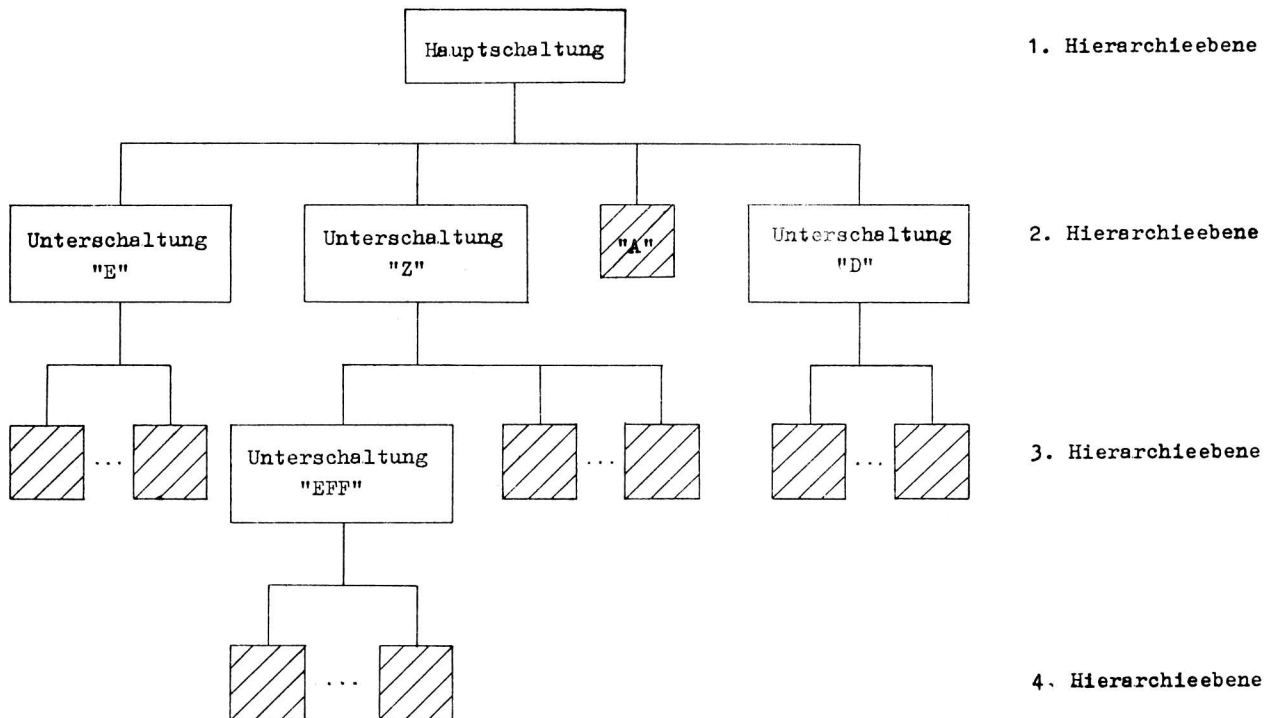 Hauptschaltung
1. Hierarchieebene
Unterschaltung
"E"
Unterschaltung
"Z"
"A"
Unterschaltung
"D"
2. Hierarchieebene
...
Unterschaltung
"EFF"
...
...
3. Hierarchieebene
...
4. Hierarchieebene